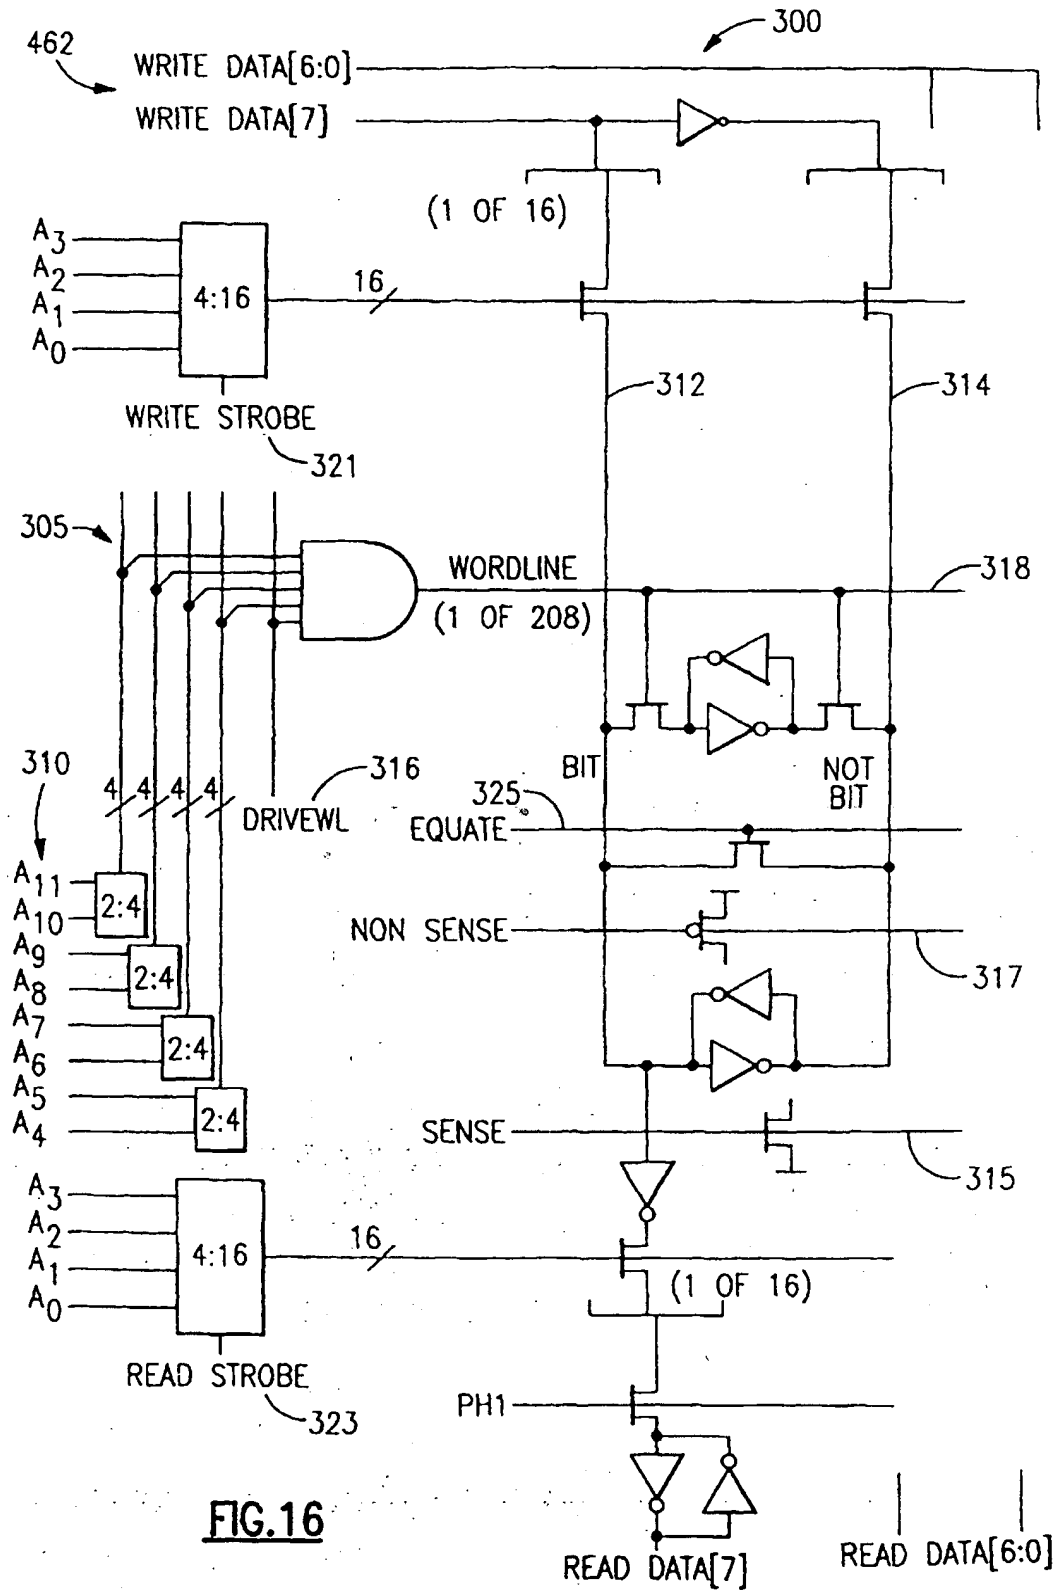 300
462
WRITE DATA[6:0]
WRITE DATA[7]
(1 OF 16)
A3
A2
A1
A0
4:16
16
WRITE STROBE
321
312
314
305
WORDLINE
(1 OF 208)
318
310
4 4 4 4
DRIVEWL
316
BIT
NOT
BIT
325
EQUATE
NON SENSE
317
A11
A10
2:4
A9
A8
2:4
A7
A6
2:4
A5
A4
2:4
SENSE
315
A3
A2
A1
A0
4:16
16
(1 OF 16)
READ STROBE
323
PH1
FIG.16
READ DATA[7]
READ DATA[6:0]